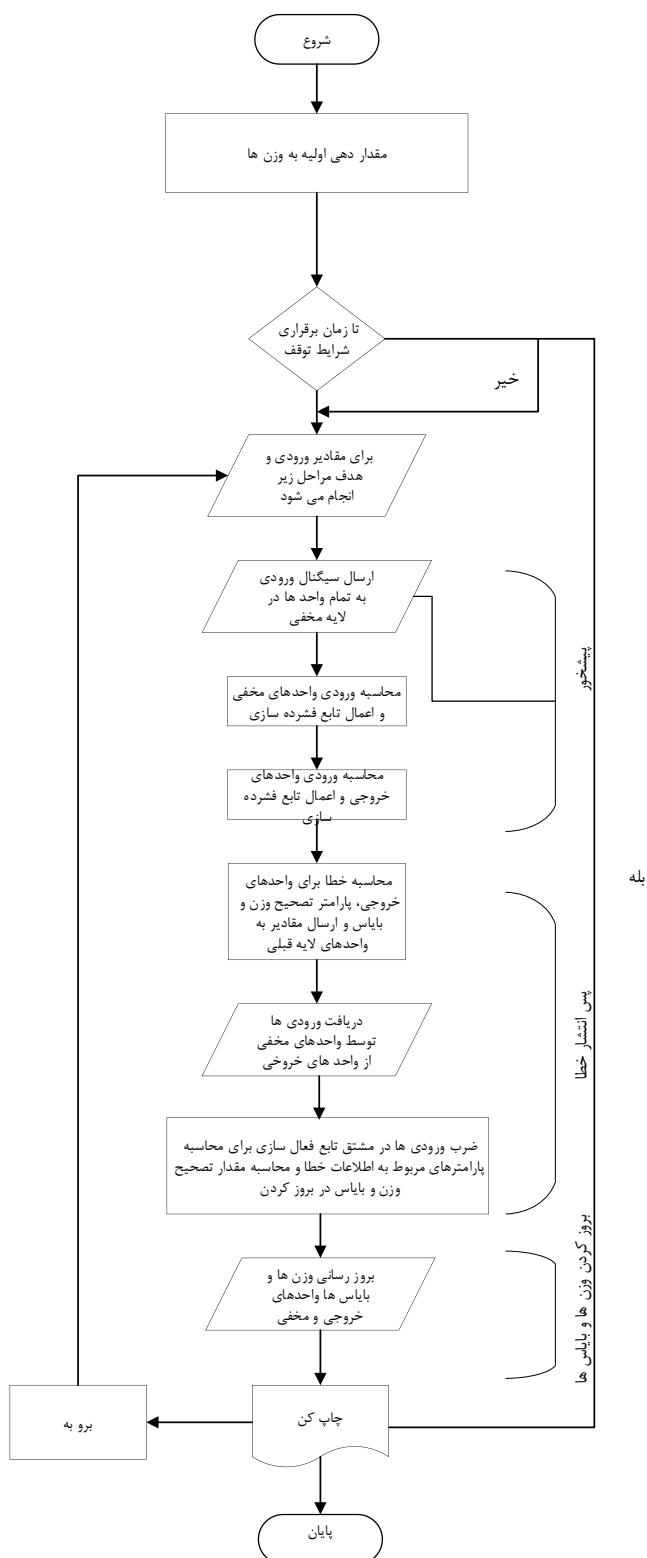 شروع
مقدار دهی اولیه به وزن ها
تا زمان برقراری
شرایط توقف
خیر
برای مقادیر ورودی و
هدف مراحل زیر
انجام می شود
ارسال سیگنال ورودی
به تمام واحد ها در
لایه مخفی
پیشخور
محاسبه ورودی واحدهای مخفی
و اعمال تابع فشرده سازی
محاسبه ورودی واحدهای
خروجی و اعمال تابع فشرده
سازی
بله
محاسبه خطا برای واحدهای
خروجی، پارامتر تصحیح وزن و
بایاس و ارسال مقادیر به
واحدهای لایه قبلی
پس انتشار خطا
دریافت ورودی ها
توسط واحدهای مخفی
از واحد های خروخی
ضرب ورودی ها در مشتق تابع فعال سازی برای محاسبه
پارامترهای مربوط به اطلاعات خطا و محاسبه مقدار تصحیح
وزن و بایاس در بروز کردن
بروز کردن وزن ها و بایاس ها
بروز رسانی وزن ها و
بایاس ها واحدهای
خروجی و مخفی
چاپ کن
برو به
پایان